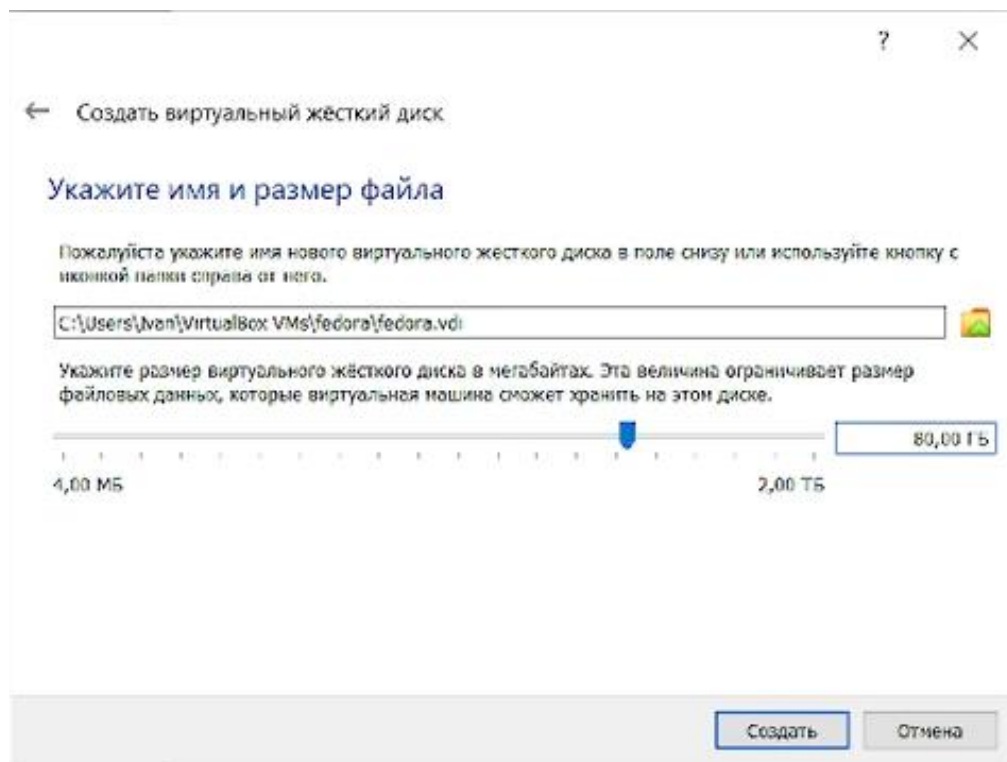 ?
Создать виртуальный жёсткий диск
Укажите имя и размер файла
Пожалуйста укажите имя нового виртуального жесткого диска в поле снизу или используйте кнопку с
иконкой папки справа от него.
C:\Users\Ivan\VirtualBox VMs\fedora\fedora.vdi
Укажите размер виртуального жёсткого диска в мегабайтах. Эта величина ограничивает размер
файловых данных, которые виртуальная машина сможет хранить на этом диске.
80,00 ГБ
4,00 МБ 2,00 ТБ
Создать Отмена